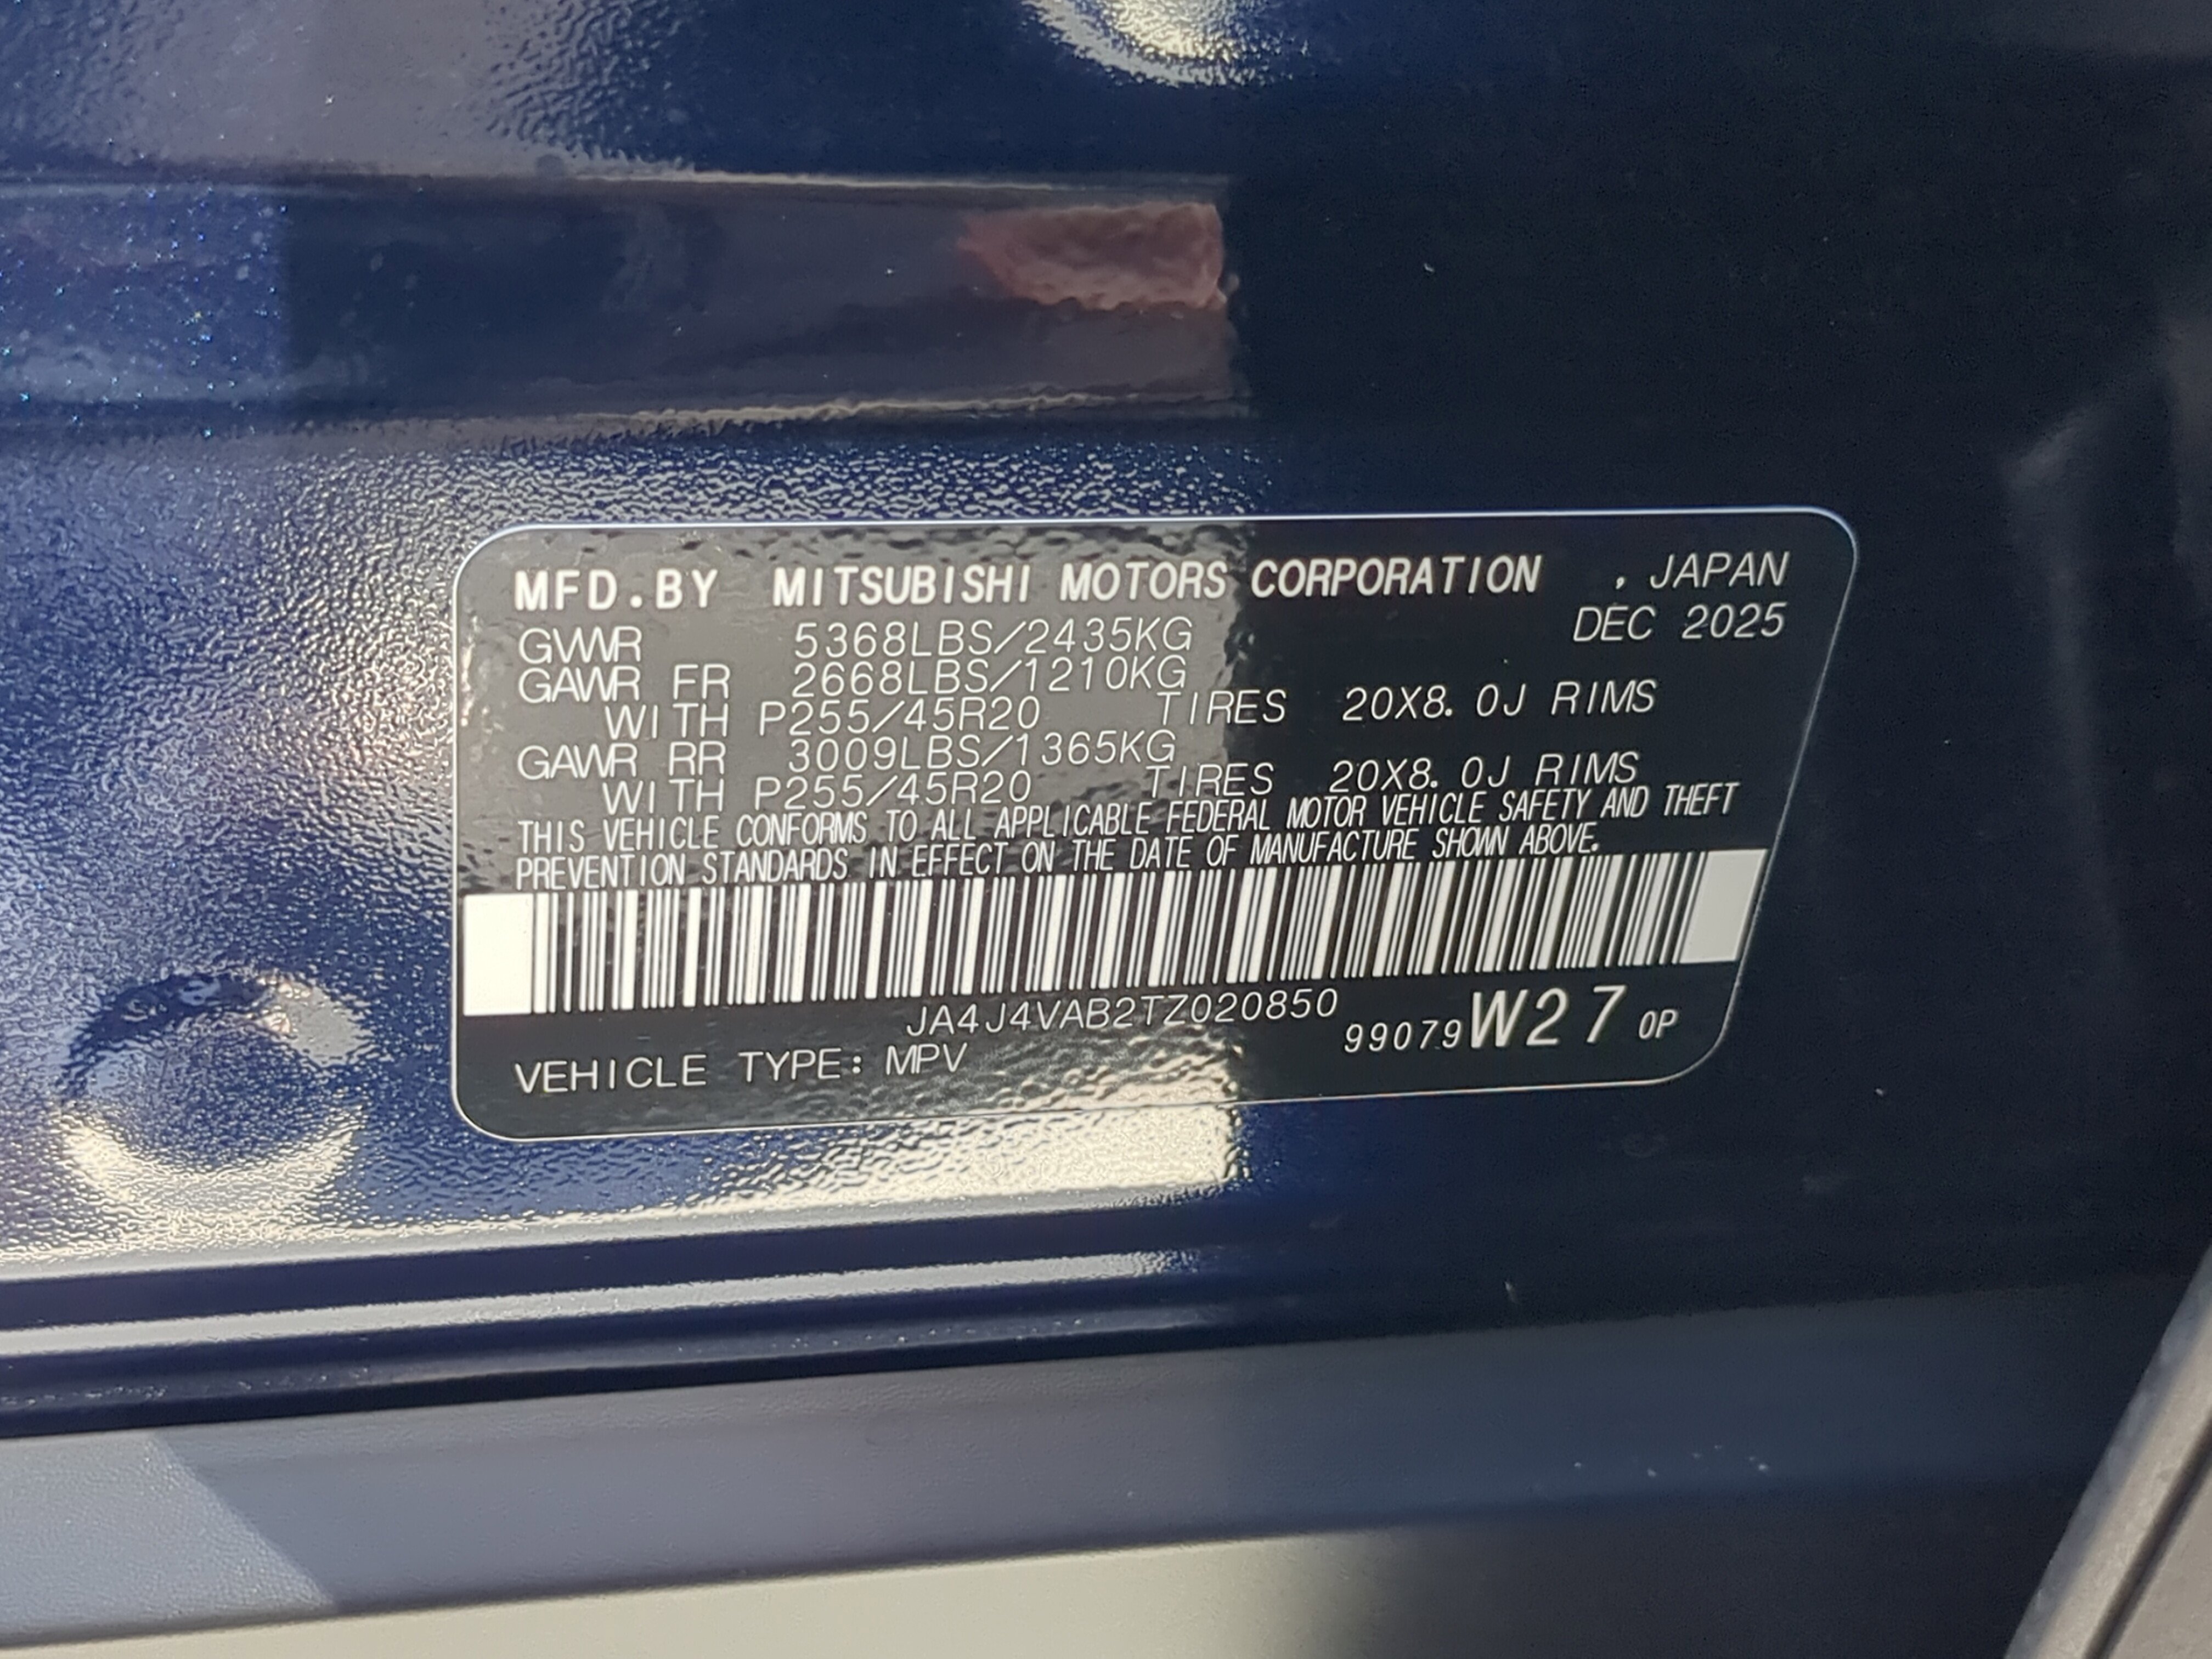 MFD.BY MITSUBISHI MOTORS CORPORATION , JAPAN
DEC 2025
GVWR 5368LBS/2435KG
GAWR FR 2668LBS/1210KG
WITH P255/45R20 TIRES 20X8.0J RIMS
GAWR RR 3009LBS/1365KG
WITH P255/45R20 TIRES 20X8.0J RIMS
THIS VEHICLE CONFORMS TO ALL APPLICABLE FEDERAL MOTOR VEHICLE SAFETY AND THEFT
PREVENTION STANDARDS IN EFFECT ON THE DATE OF MANUFACTURE SHOWN ABOVE.
JA4J4VAB2TZ020850
99079 W27 0P
VEHICLE TYPE: MPV